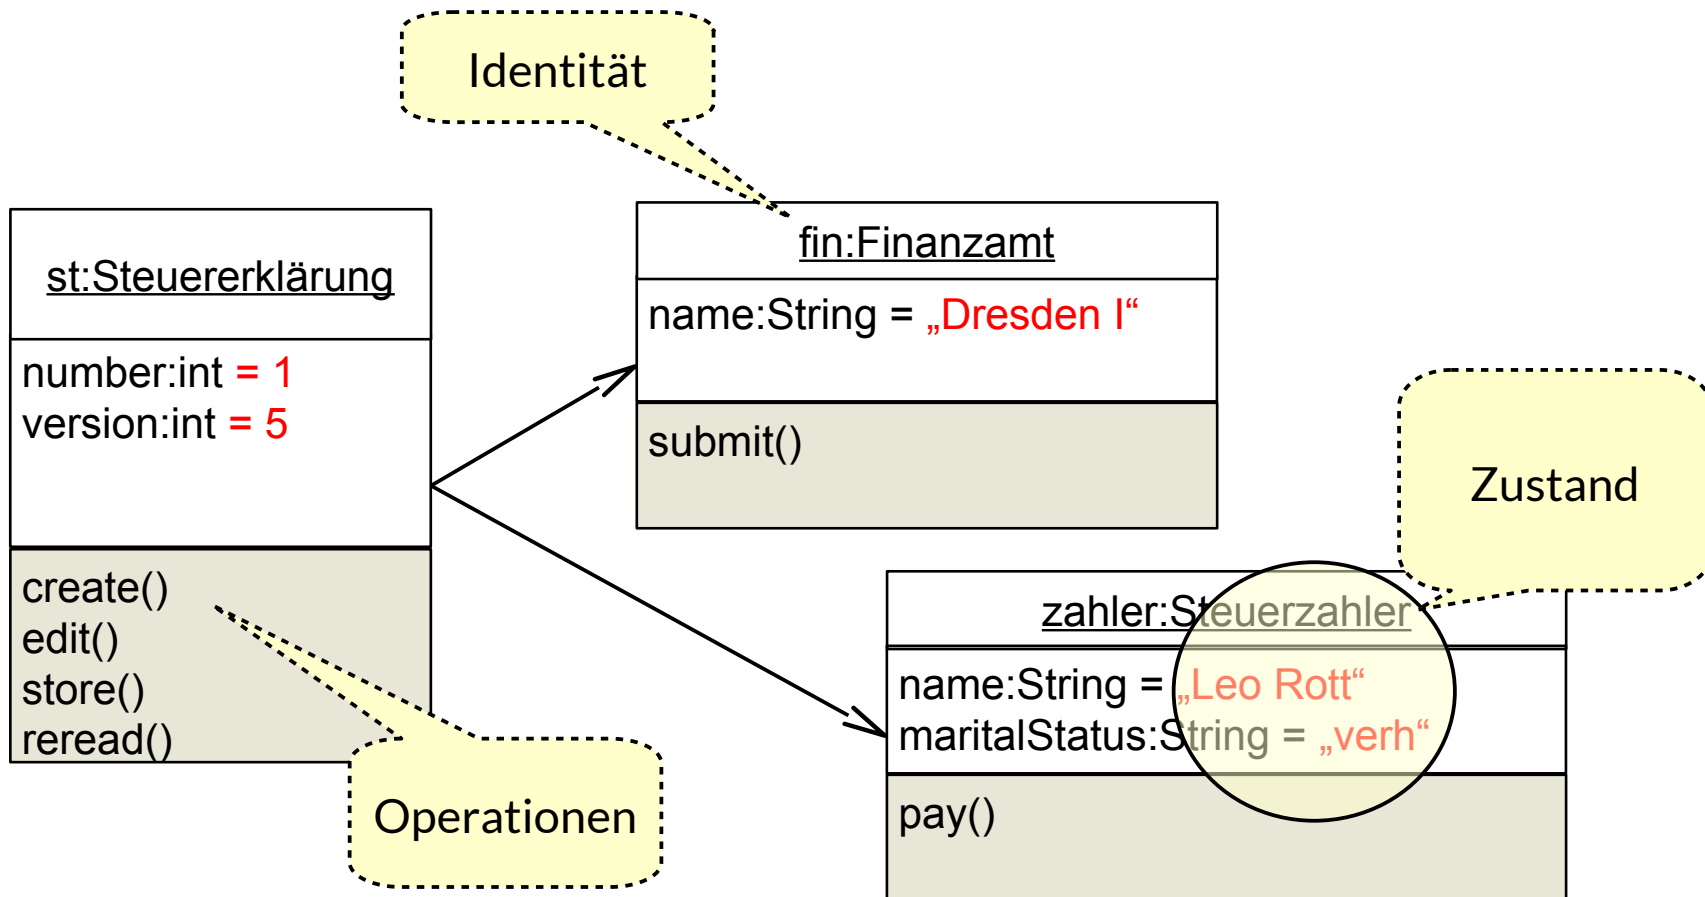 Identität
st:Steuererklärung
number:int = 1
version:int = 5
create()
edit()
store()
reread()
Operationen
fin:Finanzamt
name:String = „Dresden I“
submit()
Zustand
zahler:Steuerzahler
name:String = „Leo Rott“
maritalStatus:String = „verh“
pay()